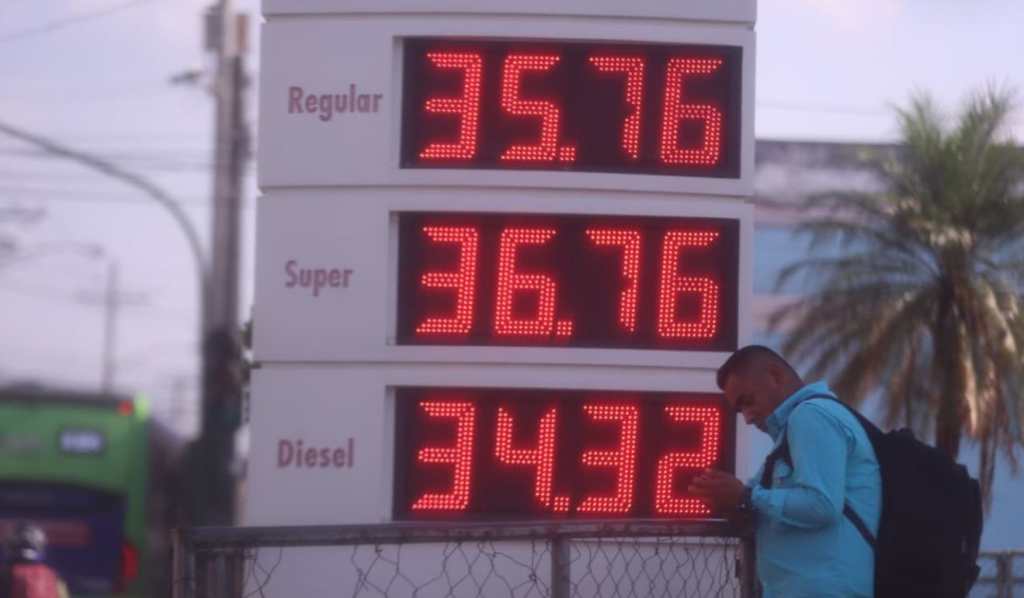 Regular 35.76
Super 36.76
Diesel 34.32